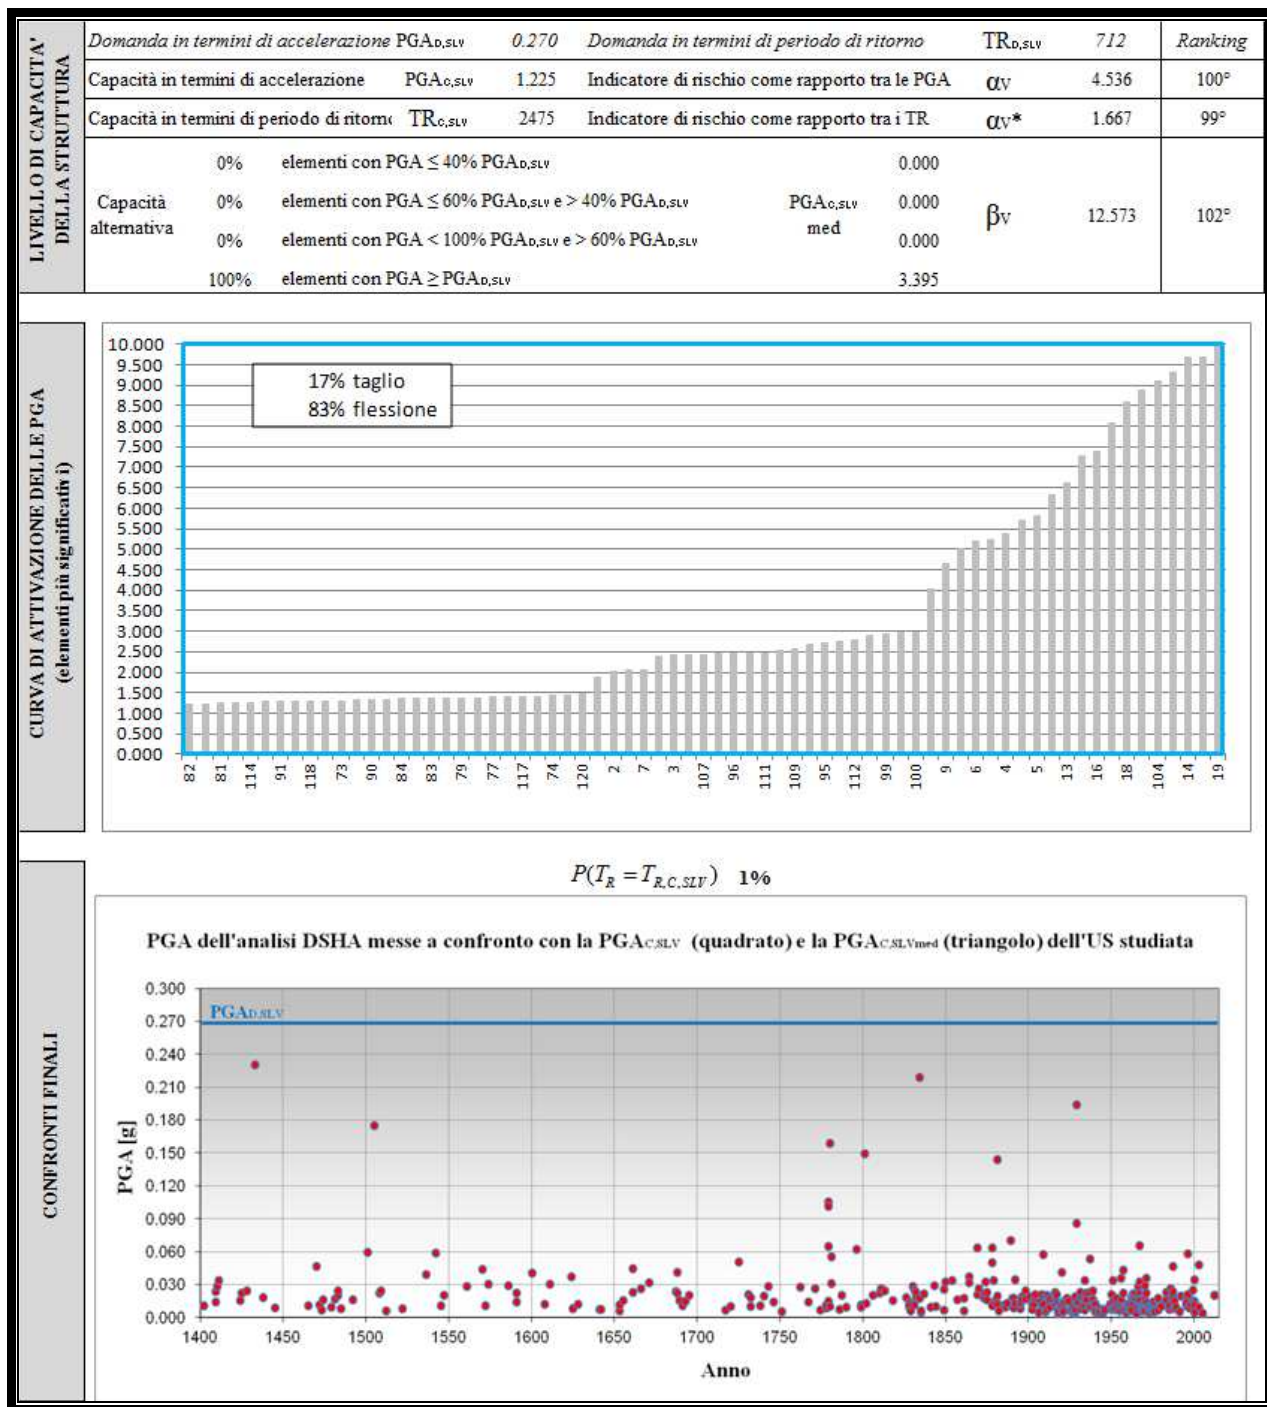 LIVELLO DI CAPACITA'
DELLA STRUTTURA
Domanda in termini di accelerazione PGAD,SLV 0.270 Domanda in termini di periodo di ritorno TRD,SLV 712 Ranking
Capacità in termini di accelerazione PGAC,SLV 1.225 Indicatore di rischio come rapporto tra le PGA αV 4.536 100°
Capacità in termini di periodo di ritorno TRC,SLV 2475 Indicatore di rischio come rapporto tra i TR αV* 1.667 99°
Capacità
alternativa
0% elementi con PGA ≤ 40% PGAD,SLV 0.000
0% elementi con PGA ≤ 60% PGAD,SLV e > 40% PGAD,SLV 0.000
0% elementi con PGA < 100% PGAD,SLV e > 60% PGAD,SLV 0.000
100% elementi con PGA ≥ PGAD,SLV 3.395
PGAC,SLV
med
βV 12.573 102°
CURVA DI ATTIVAZIONE DELLE PGA
(elementi più significativi)
10.000
9.500
9.000
8.500
8.000
7.500
7.000
6.500
6.000
5.500
5.000
4.500
4.000
3.500
3.000
2.500
2.000
1.500
1.000
0.500
0.000
17% taglio
83% flessione
82 81 114 91 118 73 90 84 83 79 77 117 74 120 2 7 3 107 96 111 109 95 112 99 100 9 6 4 5 13 16 18 104 14 19
CONFRONTI FINALI
P(TR = TR,C,SLV) 1%
PGA dell'analisi DSHA messe a confronto con la PGAC,SLV (quadrato) e la PGAC,SLVmed (triangolo) dell'US studiata
PGA [g]
0.300
0.270
0.240
0.210
0.180
0.150
0.120
0.090
0.060
0.030
0.000
PGAD,SLV
1400 1450 1500 1550 1600 1650 1700 1750 1800 1850 1900 1950 2000
Anno